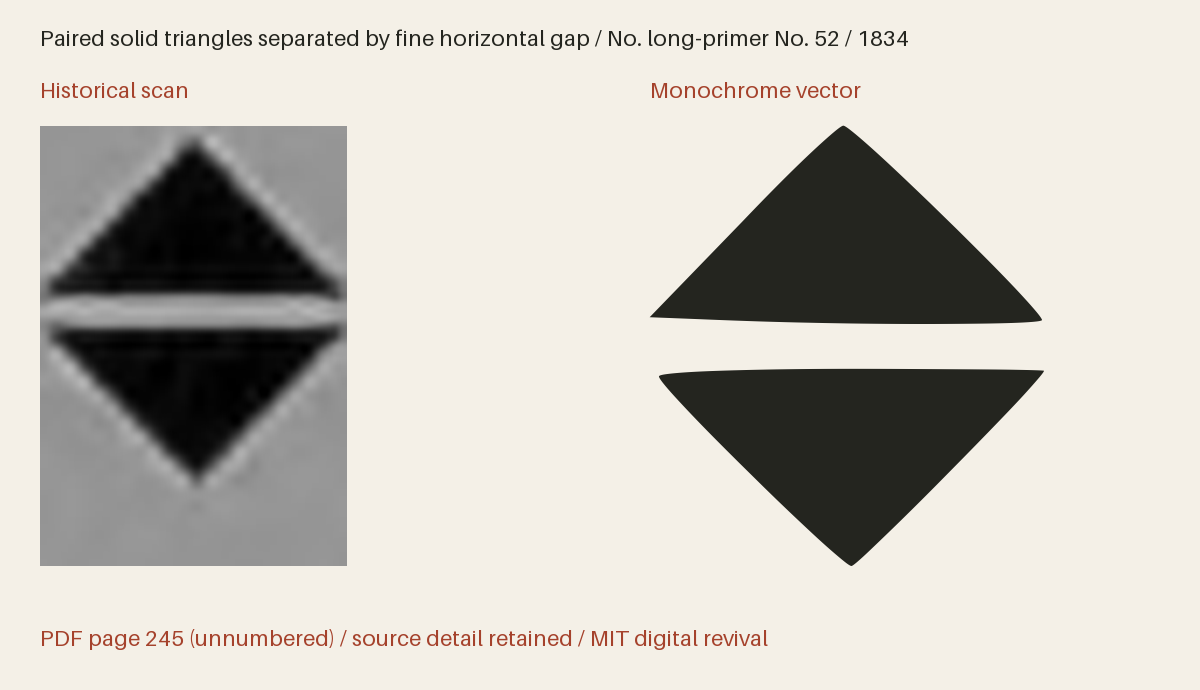 Paired solid triangles separated by fine horizontal gap / No. long-primer No. 52 / 1834
Historical scan
Monochrome vector
PDF page 245 (unnumbered) / source detail retained / MIT digital revival